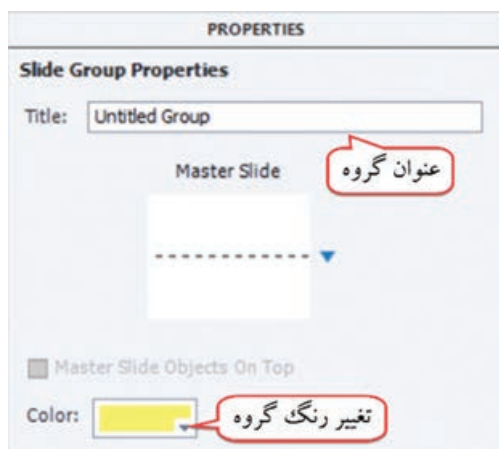 PROPERTIES
Slide Group Properties
Title: Untitled Group
عنوان گروه
Master Slide
Master Slide Objects On Top
Color:
تغییر رنگ گروه